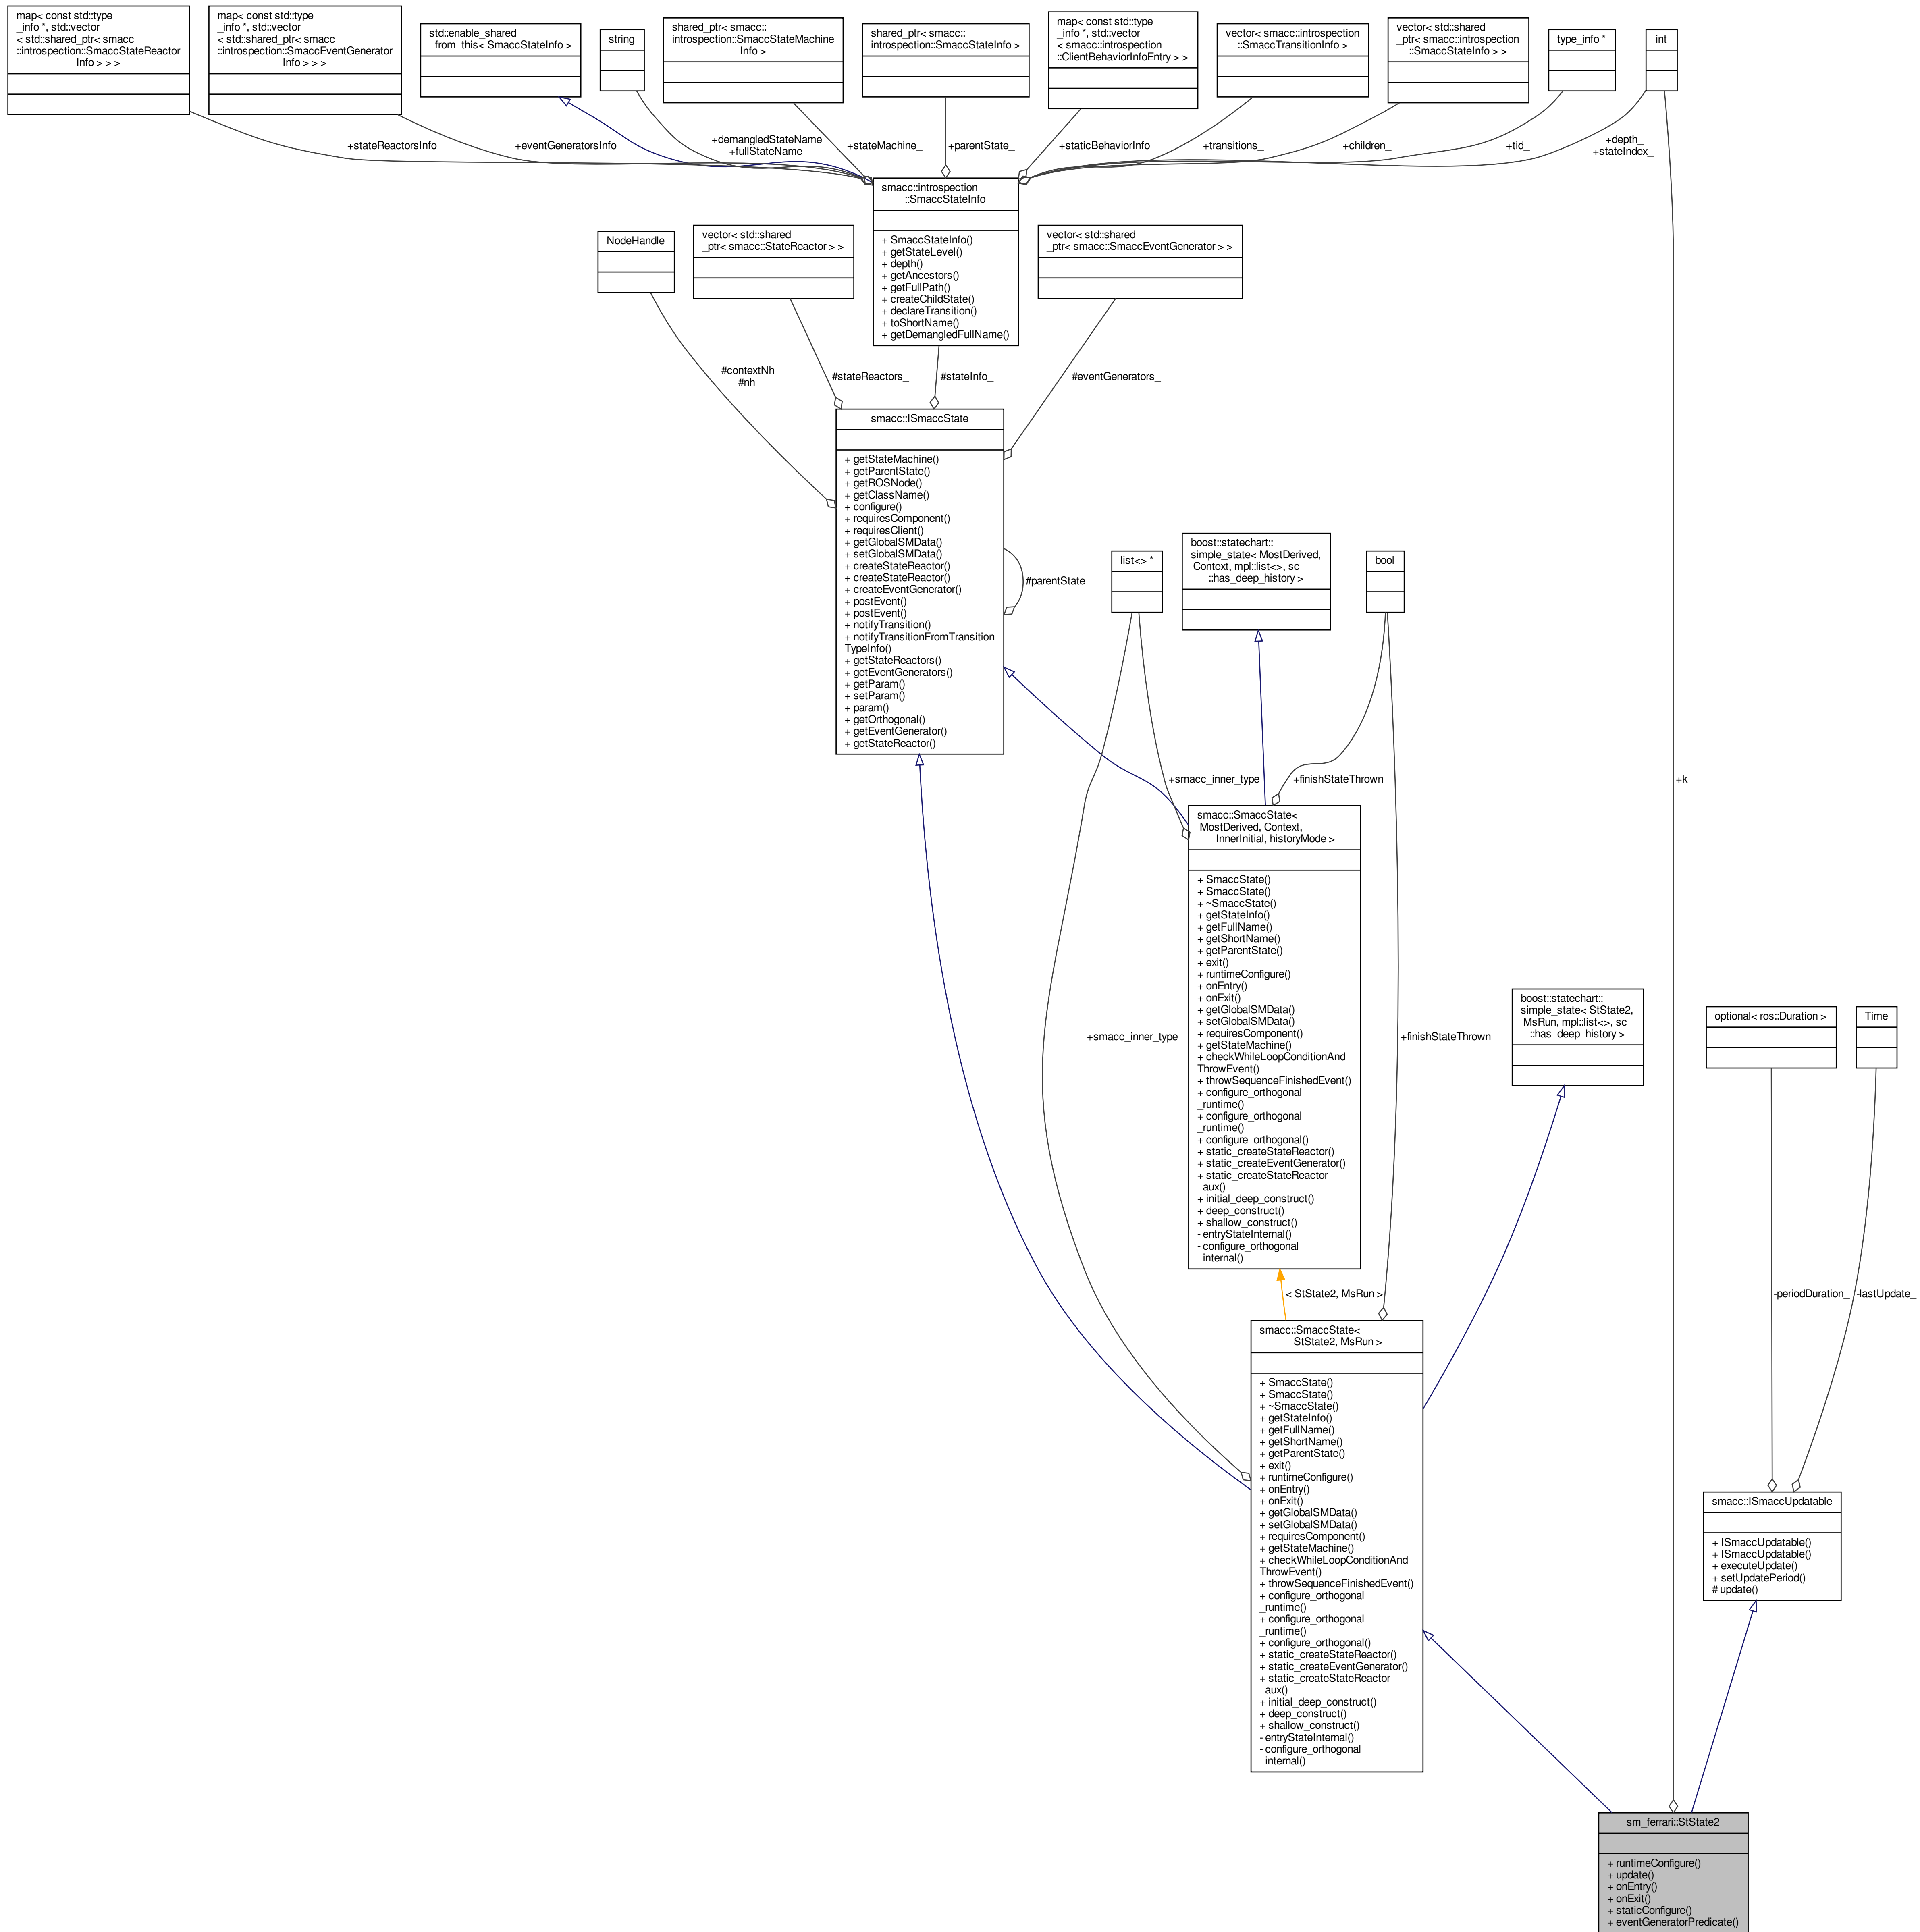 map< const std::type
_info *, std::vector
< std::shared_ptr< smacc
::introspection::SmaccStateReactor
Info > > >
map< const std::type
_info *, std::vector
< std::shared_ptr< smacc
::introspection::SmaccEventGenerator
Info > > >
std::enable_shared
_from_this< SmaccStateInfo >
string
shared_ptr< smacc::
introspection::SmaccStateMachine
Info >
shared_ptr< smacc::
introspection::SmaccStateInfo >
map< const std::type
_info *, std::vector
< smacc::introspection
::ClientBehaviorInfoEntry > >
vector< smacc::introspection
::SmaccTransitionInfo >
vector< std::shared
_ptr< smacc::introspection
::SmaccStateInfo > >
type_info *
int
+stateReactorsInfo
+eventGeneratorsInfo
+demangledStateName
+fullStateName
+stateMachine_
+parentState_
+staticBehaviorInfo
+transitions_
+children_
+tid_
+depth_
+stateIndex_
smacc::introspection
::SmaccStateInfo
+ SmaccStateInfo()
+ getStateLevel()
+ depth()
+ getAncestors()
+ getFullPath()
+ createChildState()
+ declareTransition()
+ toShortName()
+ getDemangledFullName()
NodeHandle
vector< std::shared
_ptr< smacc::StateReactor > >
vector< std::shared
_ptr< smacc::SmaccEventGenerator > >
#contextNh
#nh
#stateReactors_
#stateInfo_
#eventGenerators_
smacc::ISmaccState
+ getStateMachine()
+ getParentState()
+ getROSNode()
+ getClassName()
+ configure()
+ requiresComponent()
+ requiresClient()
+ getGlobalSMData()
+ setGlobalSMData()
+ createStateReactor()
+ createStateReactor()
+ createEventGenerator()
+ postEvent()
+ postEvent()
+ notifyTransition()
+ notifyTransitionFromTransition
TypeInfo()
+ getStateReactors()
+ getEventGenerators()
+ getParam()
+ setParam()
+ param()
+ getOrthogonal()
+ getEventGenerator()
+ getStateReactor()
#parentState_
list<> *
boost::statechart::
simple_state< MostDerived,
Context, mpl::list<>, sc
::has_deep_history >
bool
+smacc_inner_type
+finishStateThrown
+k
smacc::SmaccState<
MostDerived, Context,
InnerInitial, historyMode >
+ SmaccState()
+ SmaccState()
+ ~SmaccState()
+ getStateInfo()
+ getFullName()
+ getShortName()
+ getParentState()
+ exit()
+ runtimeConfigure()
+ onEntry()
+ onExit()
+ getGlobalSMData()
+ setGlobalSMData()
+ requiresComponent()
+ getStateMachine()
+ checkWhileLoopConditionAnd
ThrowEvent()
+ throwSequenceFinishedEvent()
+ configure_orthogonal
_runtime()
+ configure_orthogonal
_runtime()
+ configure_orthogonal()
+ static_createStateReactor()
+ static_createEventGenerator()
+ static_createStateReactor
_aux()
+ initial_deep_construct()
+ deep_construct()
+ shallow_construct()
- entryStateInternal()
- configure_orthogonal
_internal()
+smacc_inner_type
+finishStateThrown
boost::statechart::
simple_state< StState2,
MsRun, mpl::list<>, sc
::has_deep_history >
optional< ros::Duration >
Time
< StState2, MsRun >
-periodDuration_
-lastUpdate_
smacc::SmaccState<
StState2, MsRun >
+ SmaccState()
+ SmaccState()
+ ~SmaccState()
+ getStateInfo()
+ getFullName()
+ getShortName()
+ getParentState()
+ exit()
+ runtimeConfigure()
+ onEntry()
+ onExit()
+ getGlobalSMData()
+ setGlobalSMData()
+ requiresComponent()
+ getStateMachine()
+ checkWhileLoopConditionAnd
ThrowEvent()
+ throwSequenceFinishedEvent()
+ configure_orthogonal
_runtime()
+ configure_orthogonal
_runtime()
+ configure_orthogonal()
+ static_createStateReactor()
+ static_createEventGenerator()
+ static_createStateReactor
_aux()
+ initial_deep_construct()
+ deep_construct()
+ shallow_construct()
- entryStateInternal()
- configure_orthogonal
_internal()
smacc::ISmaccUpdatable
+ ISmaccUpdatable()
+ ISmaccUpdatable()
+ executeUpdate()
+ setUpdatePeriod()
# update()
sm_ferrari::StState2
+ runtimeConfigure()
+ update()
+ onEntry()
+ onExit()
+ staticConfigure()
+ eventGeneratorPredicate()